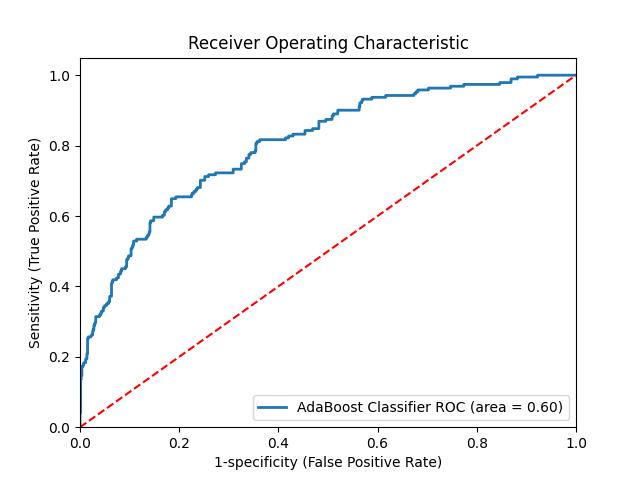 Receiver Operating Characteristic
1.0
0.8
0.6
0.4
0.2
0.0
Sensitivity (True Positive Rate)
AdaBoost Classifier ROC (area = 0.60)
0.0 0.2 0.4 0.6 0.8 1.0
1-specificity (False Positive Rate)